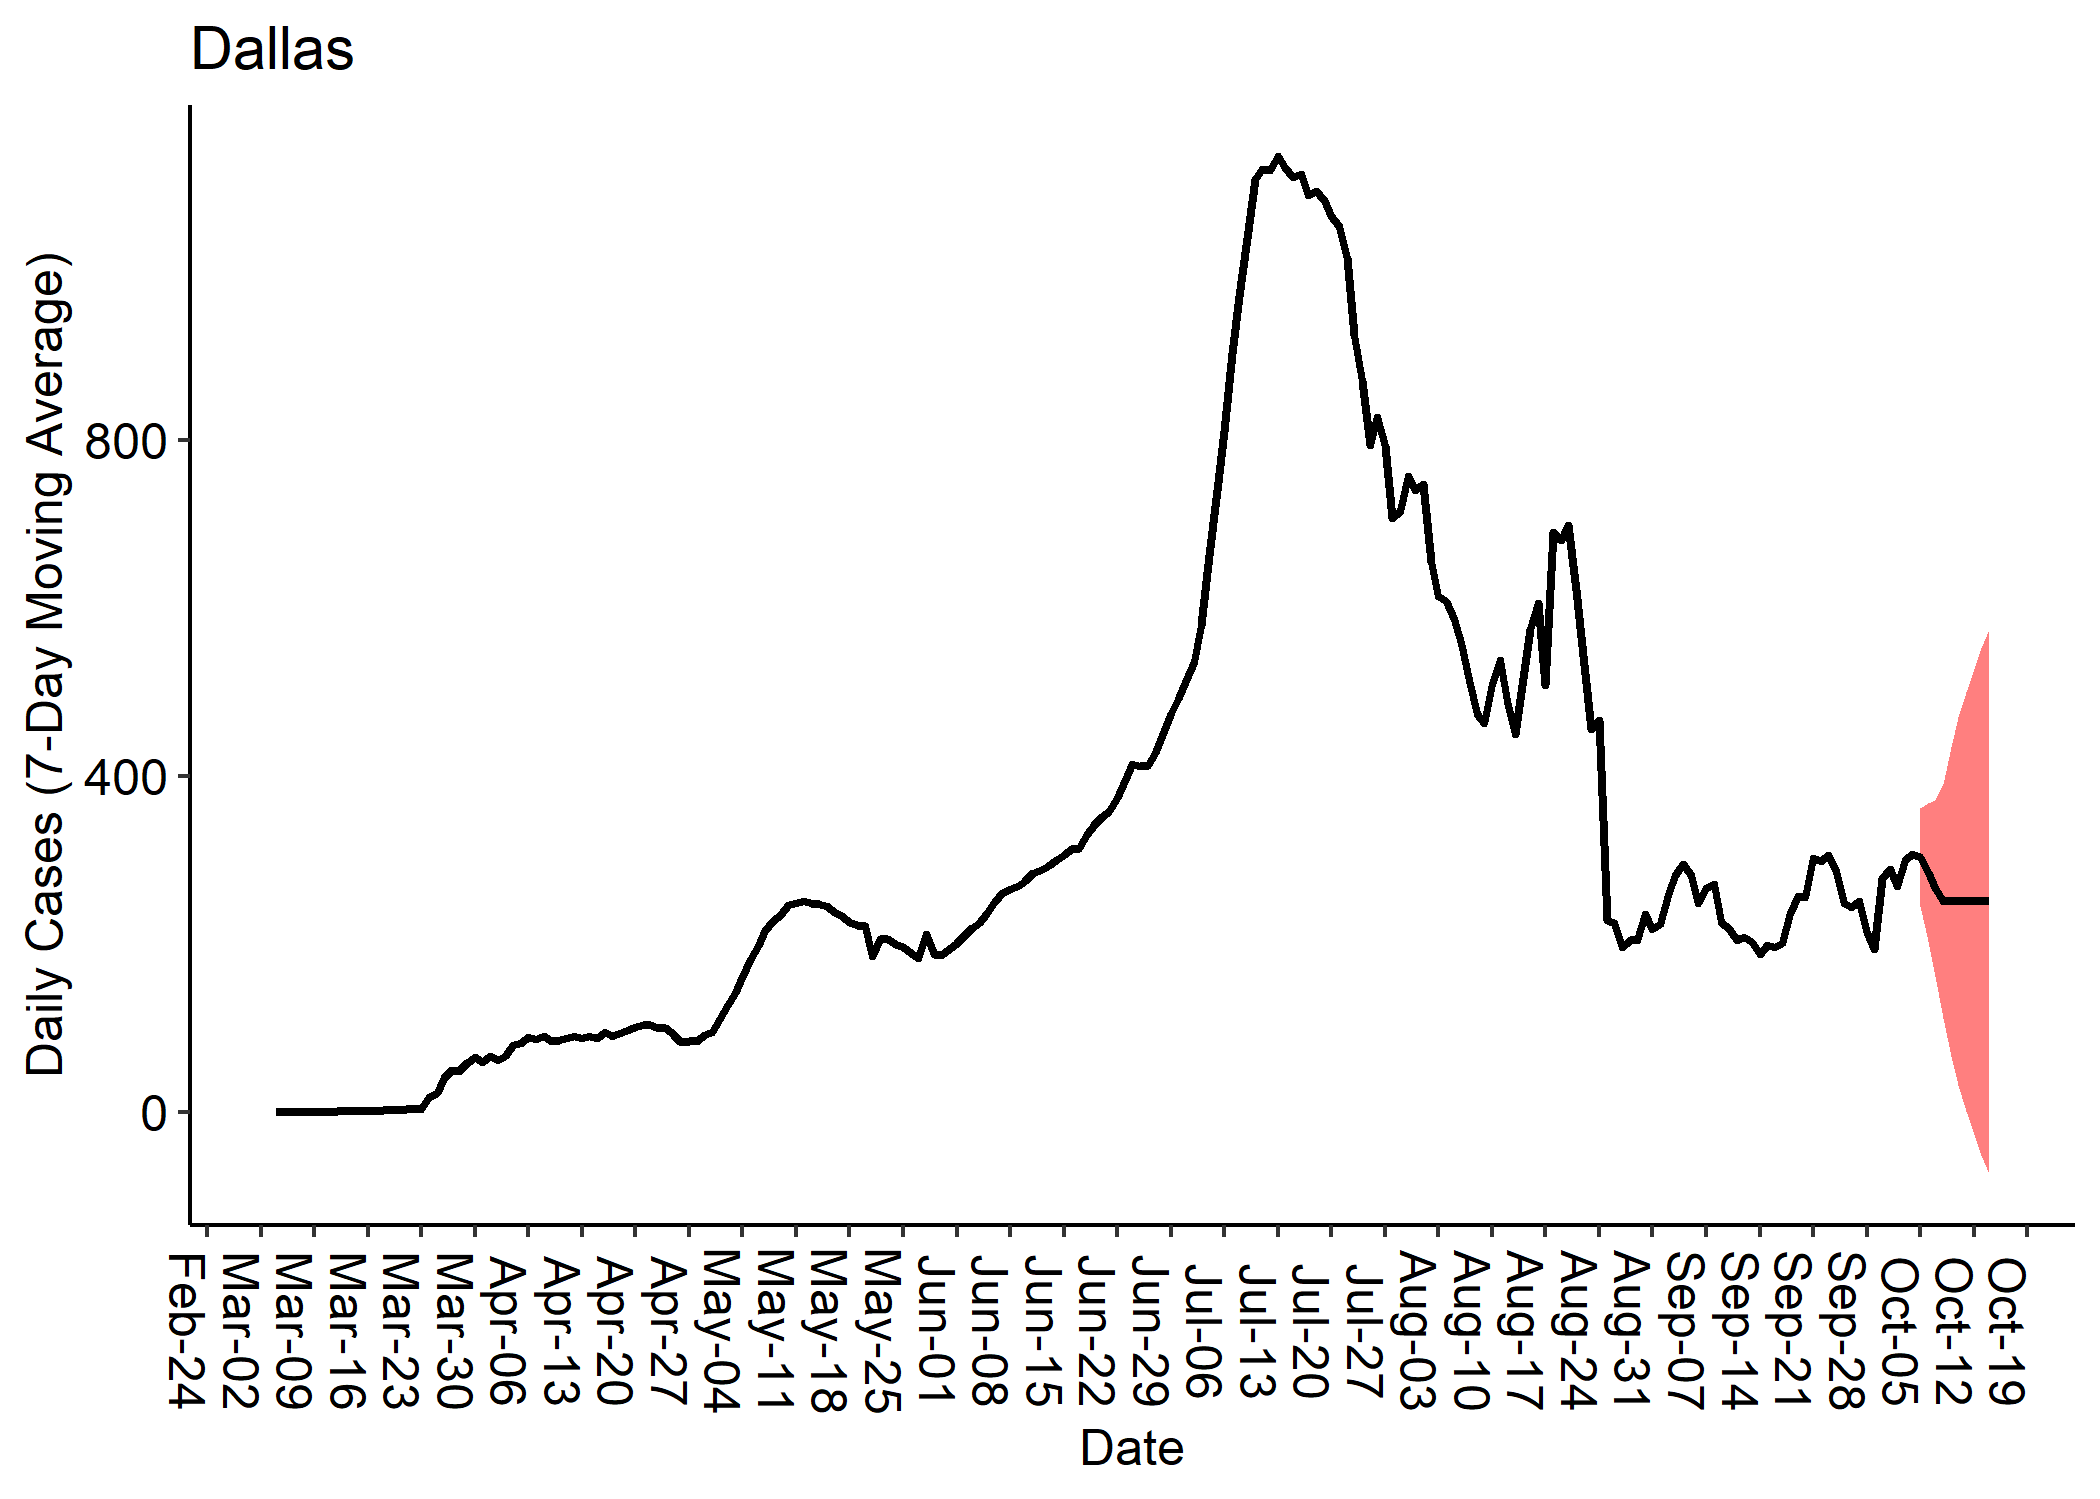 Dallas
Daily Cases (7-Day Moving Average)
800
400
0
Feb-24
Mar-02
Mar-09
Mar-16
Mar-23
Mar-30
Apr-06
Apr-13
Apr-20
Apr-27
May-04
May-11
May-18
May-25
Jun-01
Jun-08
Jun-15
Jun-22
Jun-29
Jul-06
Jul-13
Jul-20
Jul-27
Aug-03
Aug-10
Aug-17
Aug-24
Aug-31
Sep-07
Sep-14
Sep-21
Sep-28
Oct-05
Oct-12
Oct-19
Date